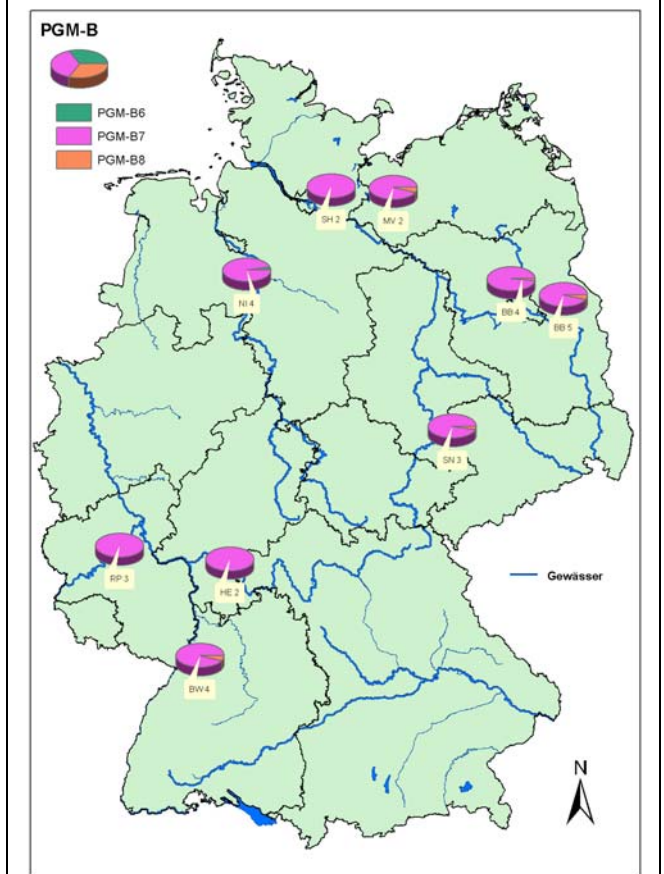 PGM-B
PGM-B6
PGM-B7
PGM-B8
SH 2
MV 2
NI 4
BB 4
BB 5
SN 3
RP 3
HE 2
Gewässer
BW 4
N